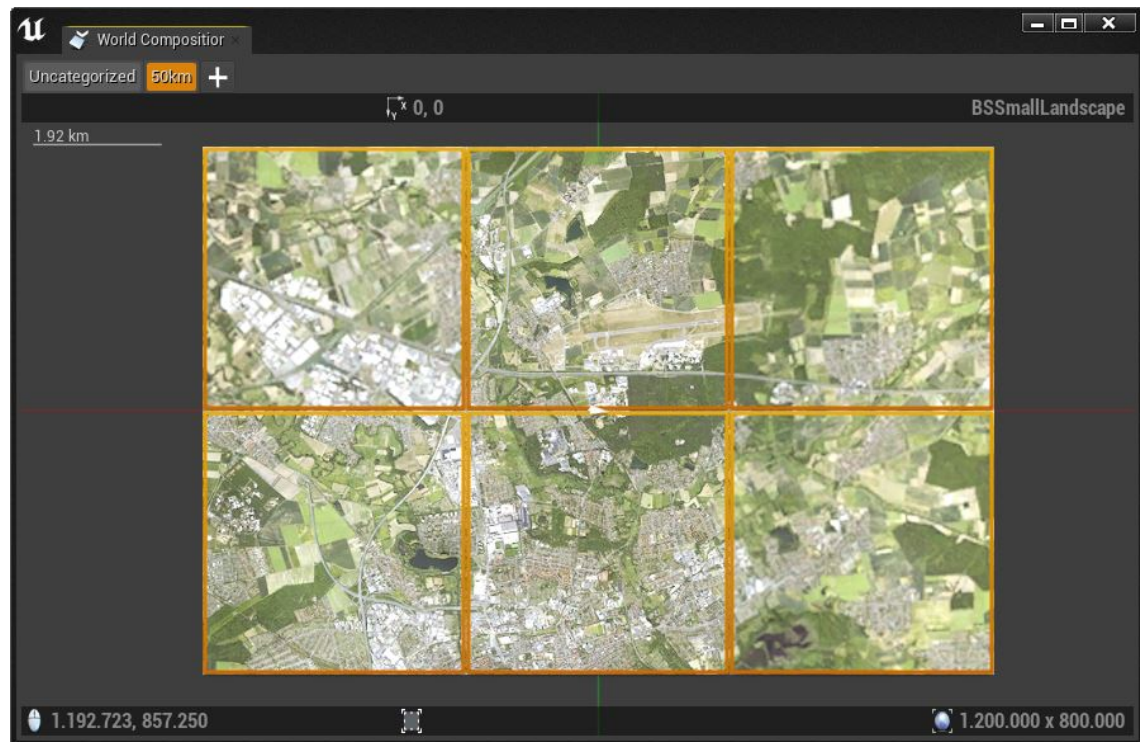 World Composition
Uncategorized 50km +
X 0, 0 BSSmallLandscape
Y
1.92 km
1.192.723, 857.250 1.200.000 x 800.000